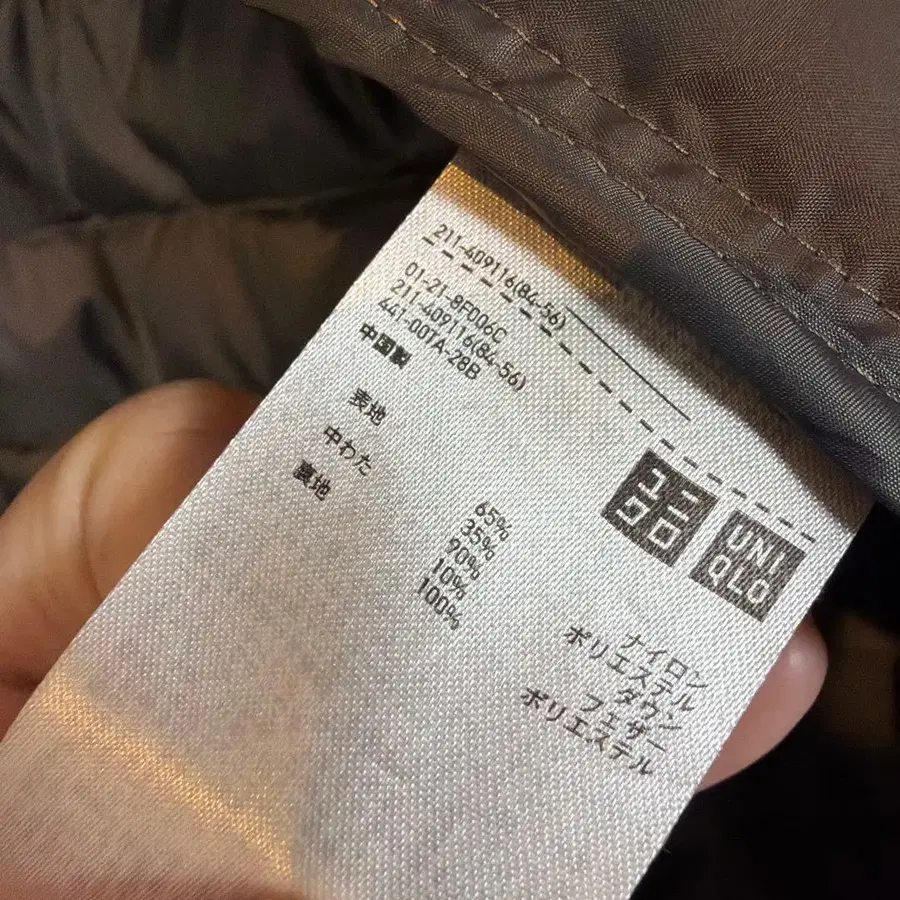 211-409116(84-56)
01-21-8F006C
211-409116(84-56)
441-001A-28B
中国製
ユニ
クロ
UNI
QLO
表地 65% ナイロン
35% ポリエステル
中わた 90% ダウン
10% フェザー
裏地 100% ポリエステル